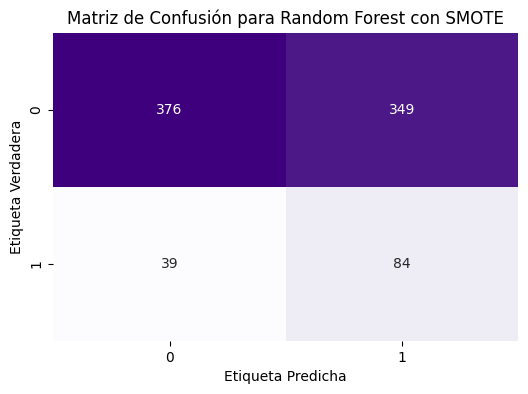 Matriz de Confusión para Random Forest con SMOTE
Etiqueta Verdadera
0
376
349
1
39
84
0
1
Etiqueta Predicha